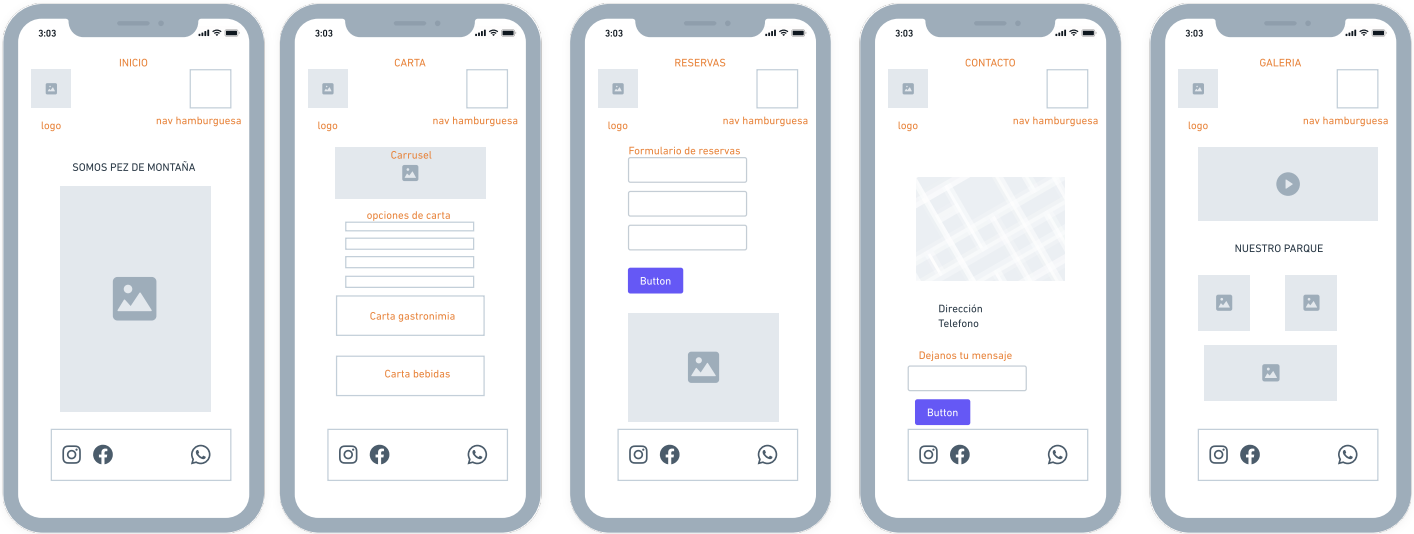 3:03
INICIO
logo
nav hamburguesa
SOMOS PEZ DE MONTAÑA
3:03
CARTA
logo
nav hamburguesa
Carrusel
opciones de carta
Carta gastronimia
Carta bebidas
3:03
RESERVAS
logo
nav hamburguesa
Formulario de reservas
Button
3:03
CONTACTO
logo
nav hamburguesa
Dirección
Telefono
Dejanos tu mensaje
Button
3:03
GALERIA
logo
nav hamburguesa
NUESTRO PARQUE